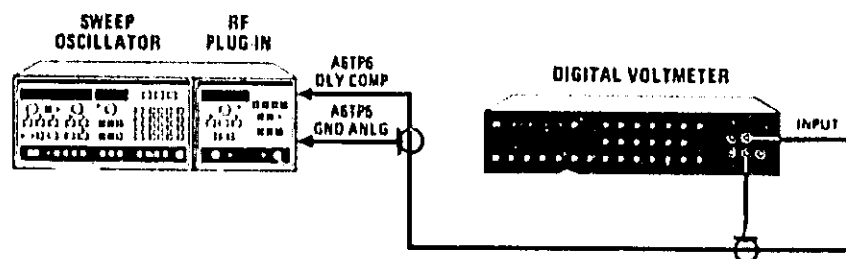 SWEEP
OSCILLATOR
RF
PLUG-IN
A6TP6
DLY COMP
A6TP5
GND ANLG
DIGITAL VOLTMETER
INPUT